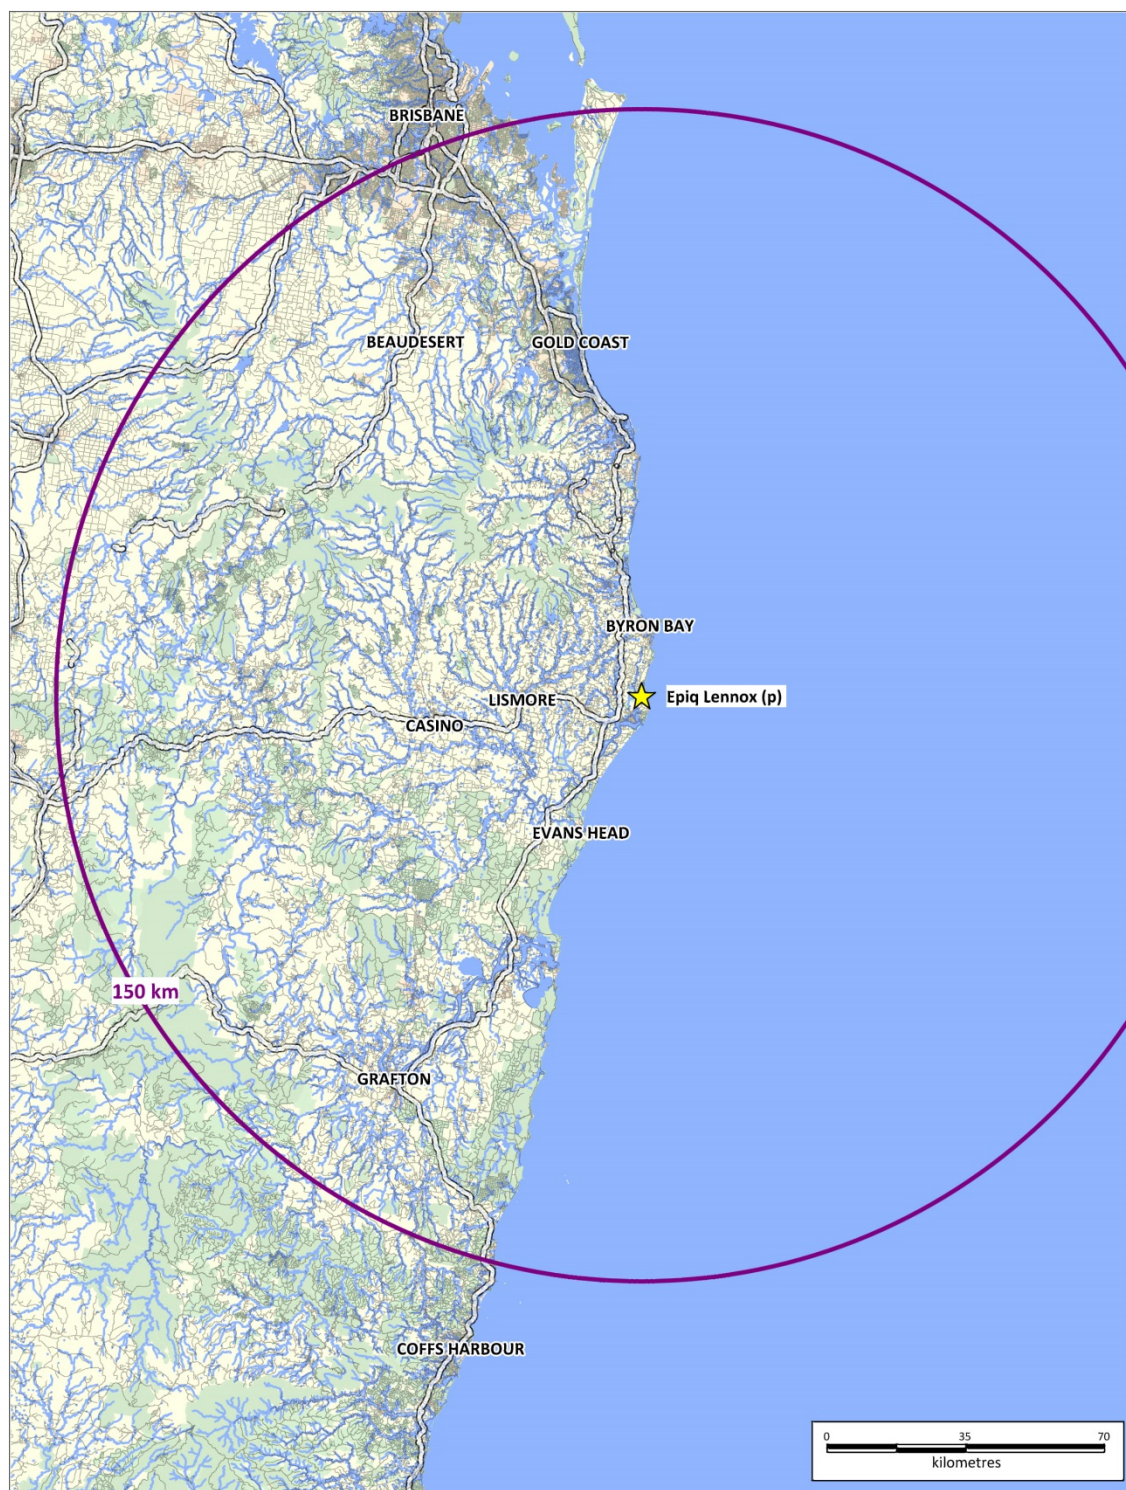 BRISBANE
BEAUDESERT
GOLD COAST
BYRON BAY
LISMORE
Epiq Lennox (p)
CASINO
EVANS HEAD
150 km
GRAFTON
COFFS HARBOUR
0 35 70
kilometres